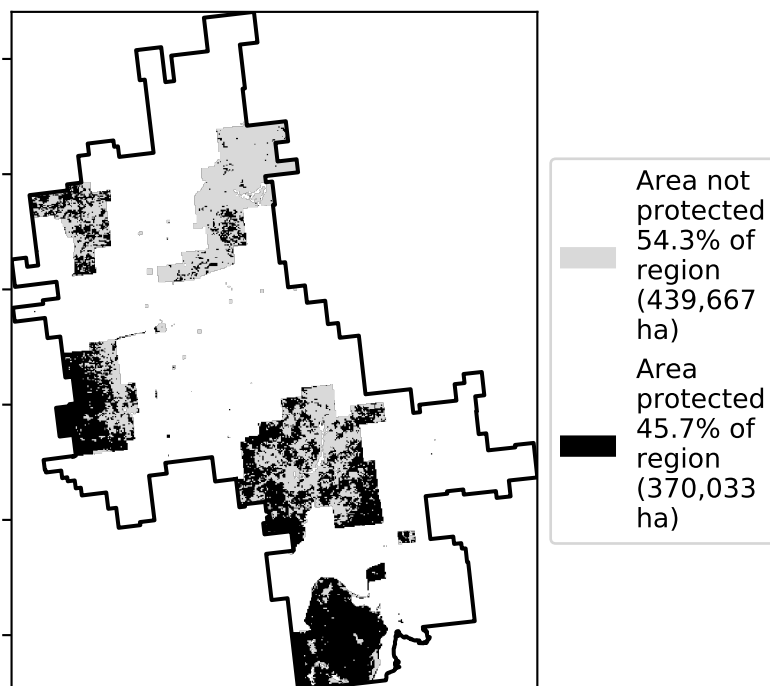 Area not
protected
54.3% of
region
(439,667
ha)
Area
protected
45.7% of
region
(370,033
ha)